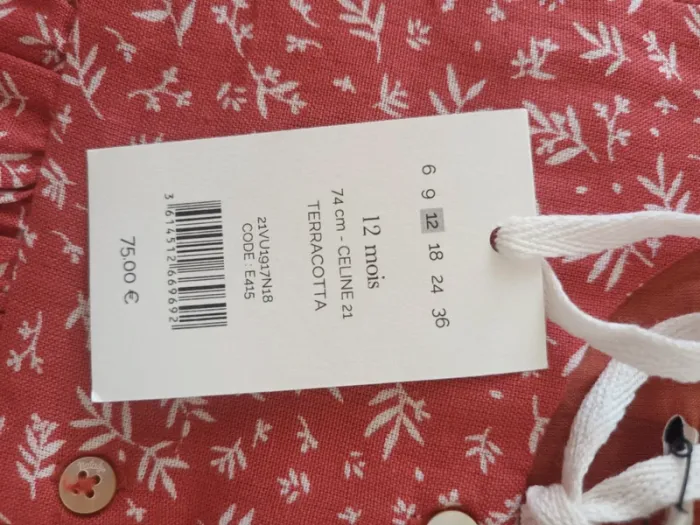 6 9 12 18 24 36
12 mois
74 cm - CELINE 21
TERRACOTTA
21VU1917N18
CODE : E415
3 614512 669692
75.00 €